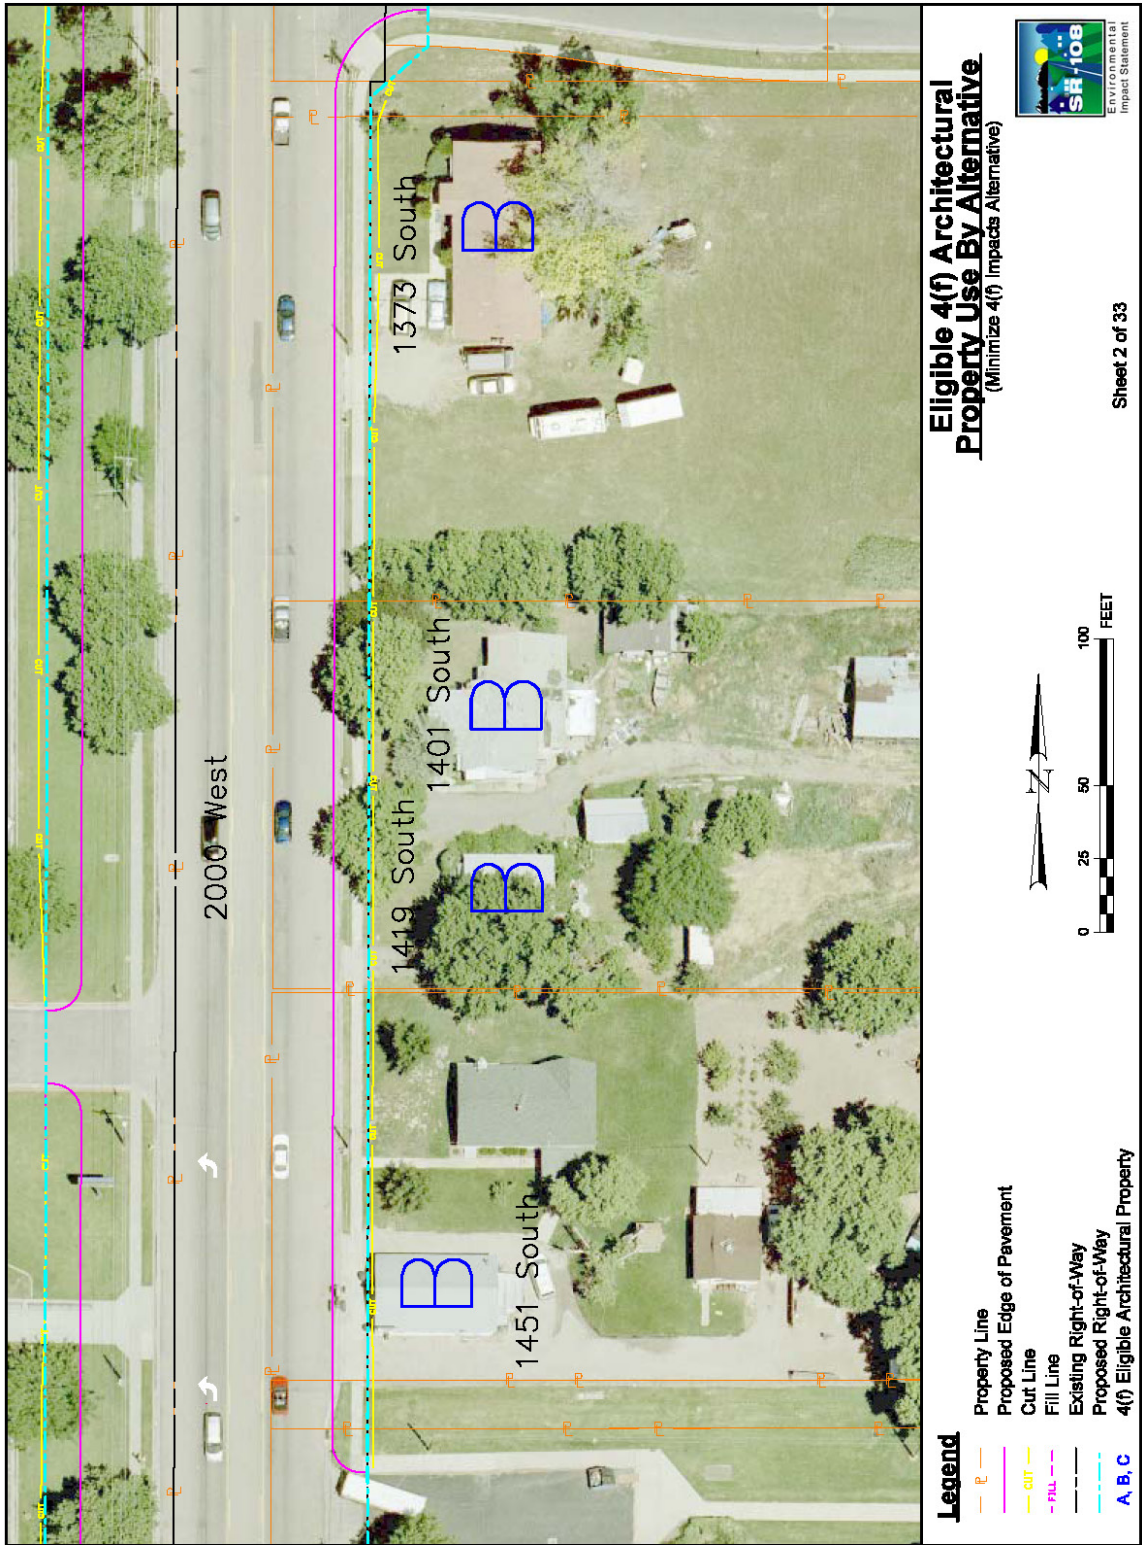 Eligible 4(f) Architectural
Property Use By Alternative
(Minimize 4(f) Impacts Alternative)
SR-108
Environmental
Impact Statement
Sheet 2 of 33
2000 West
1451 South
1419 South
1401 South
1373 South
B
B
B
B
N
0
25
50
100
FEET
Legend
PL
Property Line
Proposed Edge of Pavement
CUT
Cut Line
FILL
Fill Line
Existing Right-of-Way
Proposed Right-of-Way
A, B, C
4(f) Eligible Architectural Property